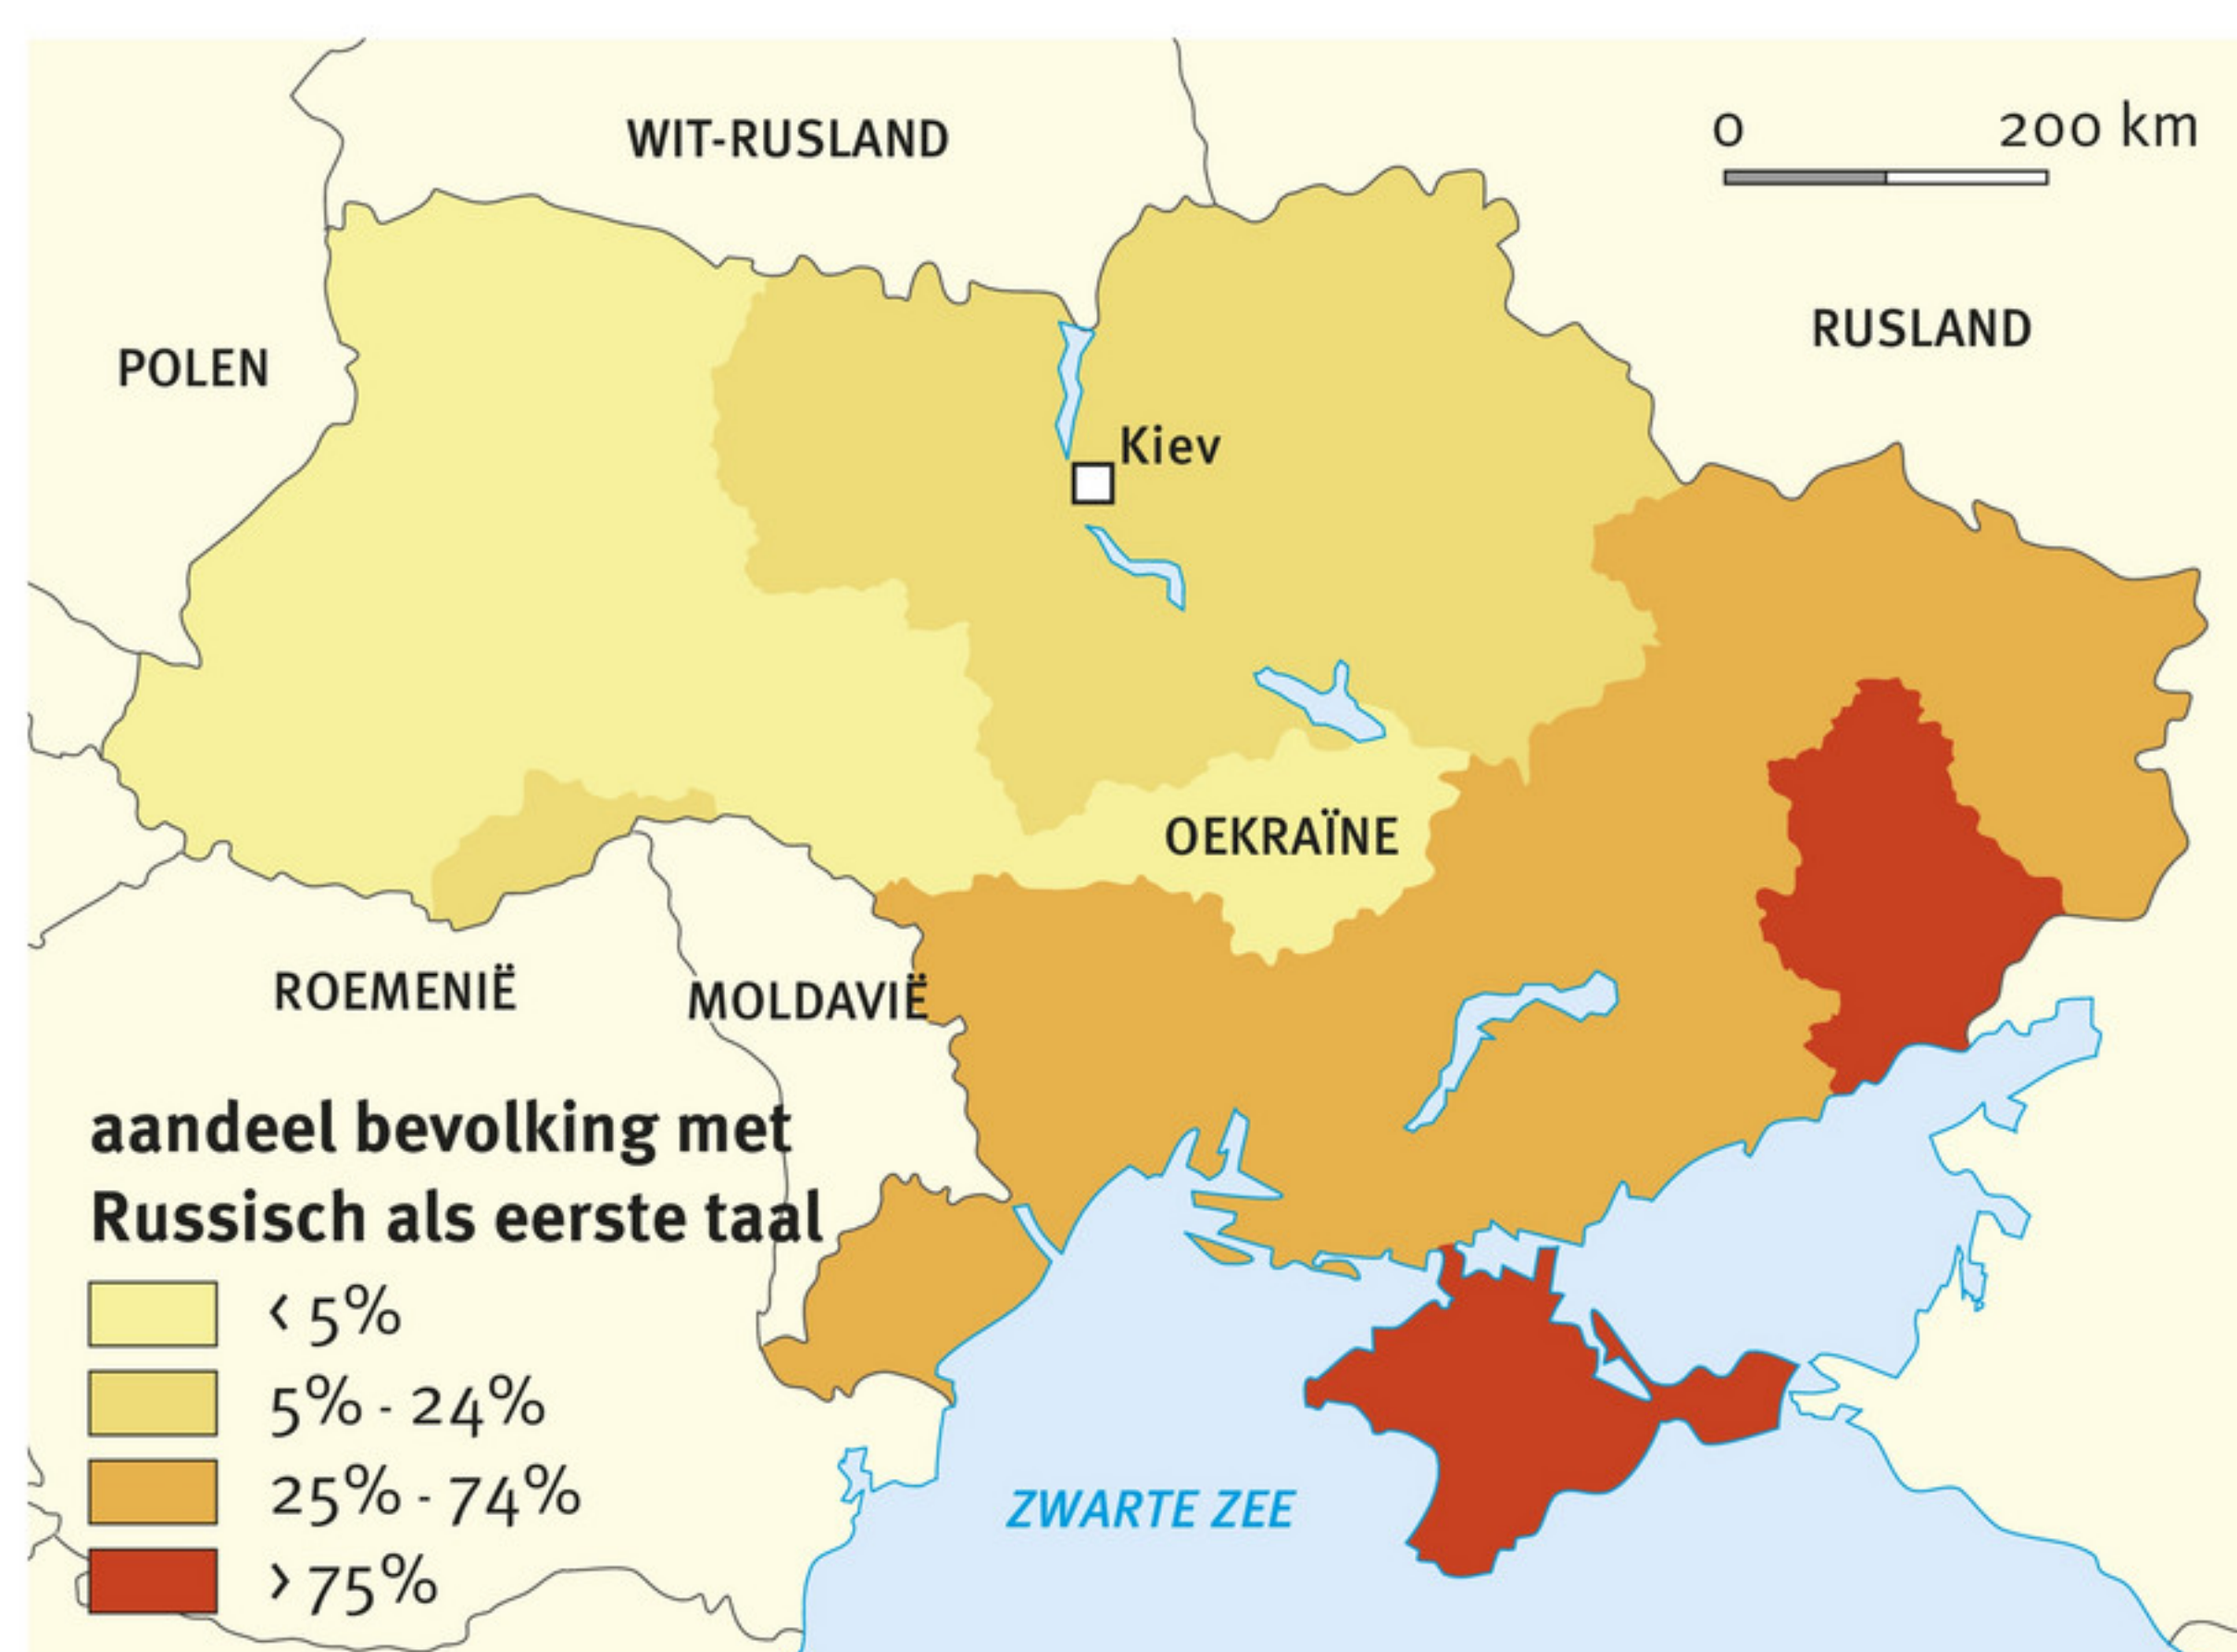 WIT-RUSLAND
0 200 km
RUSLAND
POLEN
Kiev
OEKRAÏNE
ROEMENIË
MOLDAVIË
aandeel bevolking met
Russisch als eerste taal
< 5%
5% - 24%
25% - 74%
> 75%
ZWARTE ZEE